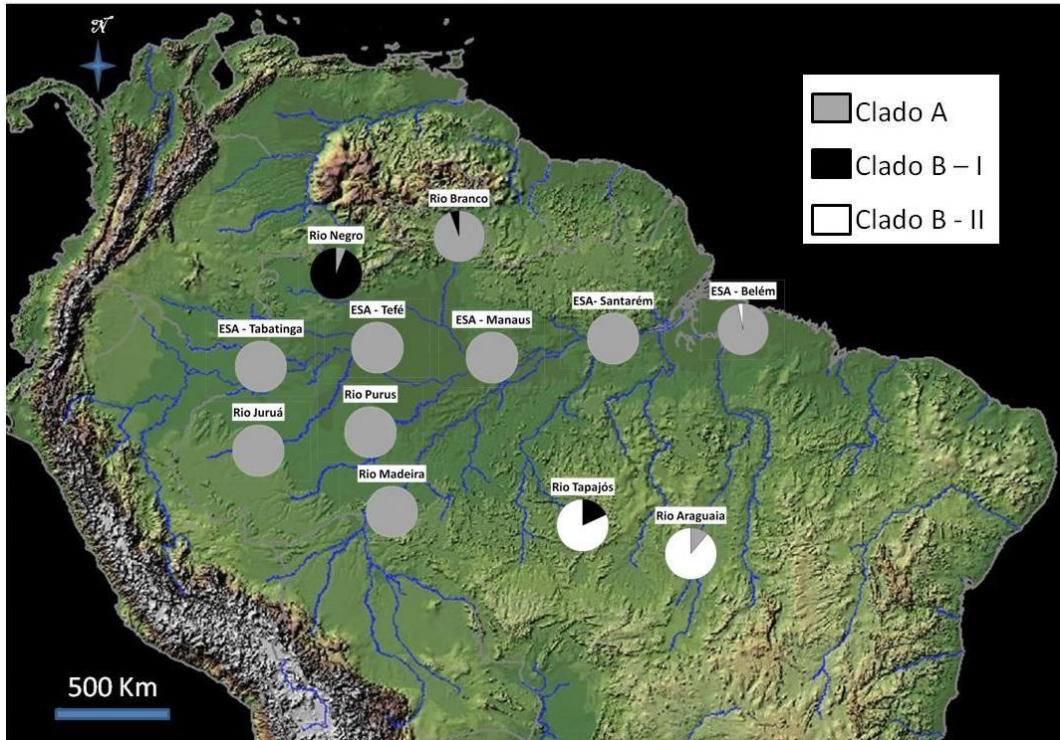 N
Clado A
Clado B – I
Clado B - II
Rio Branco
Rio Negro
ESA - Belém
ESA- Santarém
ESA - Tefé
ESA - Manaus
ESA - Tabatinga
Rio Purus
Rio Juruá
Rio Madeira
Rio Tapajós
Rio Araguaia
500 Km